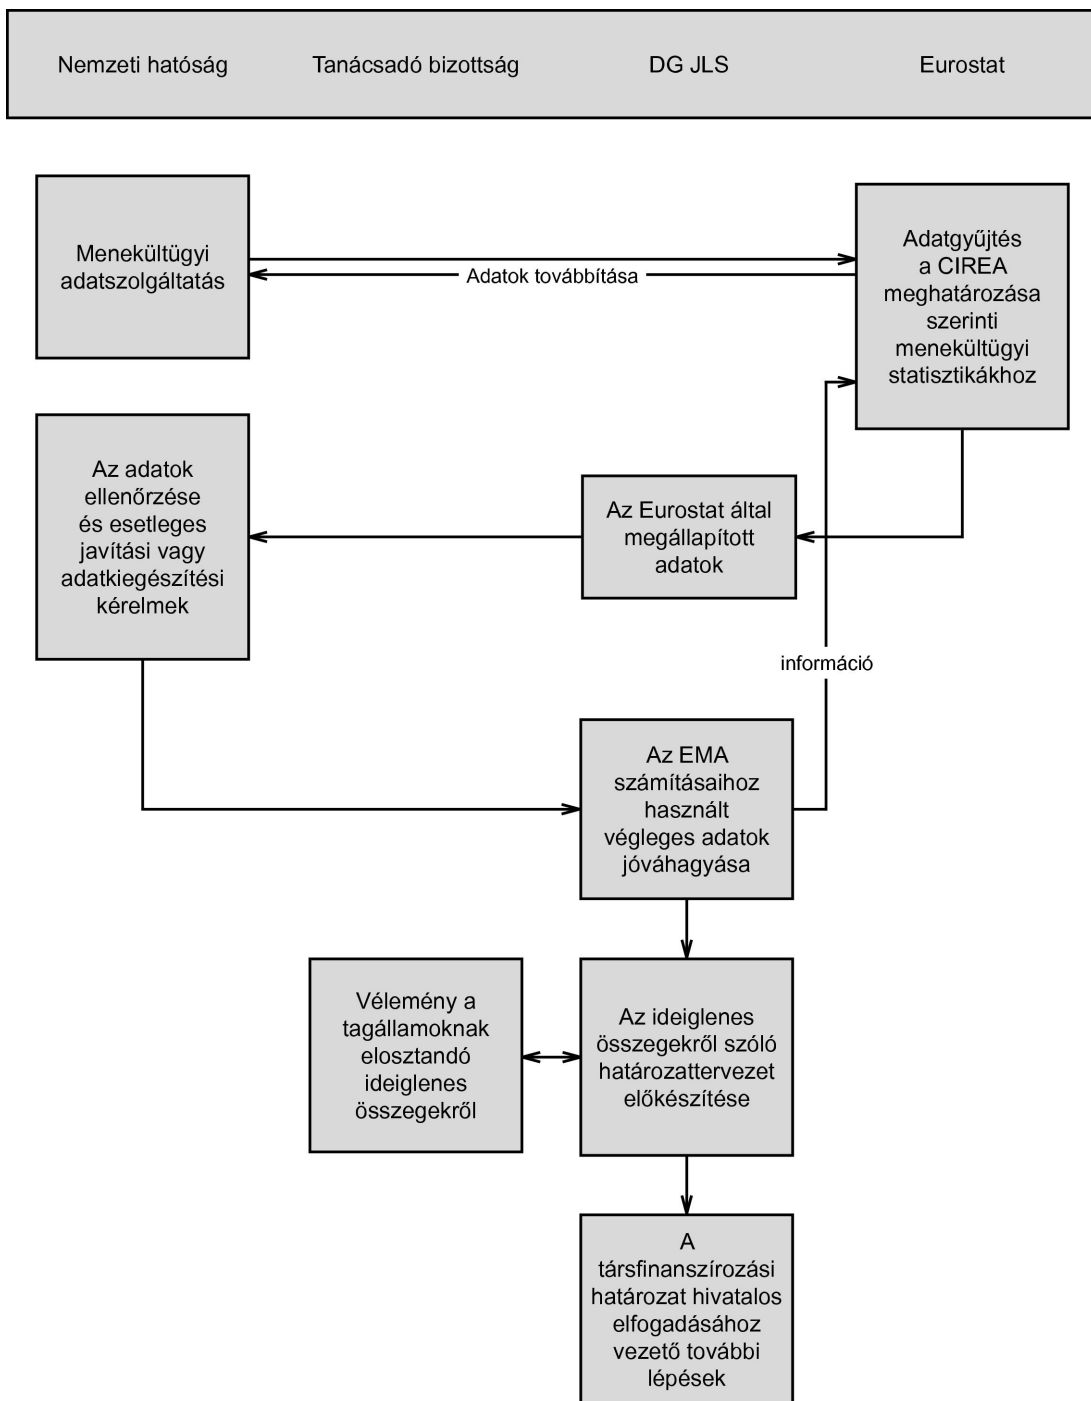 Nemzeti hatóság Tanácsadó bizottság DG JLS Eurostat
Menekültügyi
adatszolgáltatás
Adatok továbbítása
Adatgyűjtés
a CIREA
meghatározása
szerinti
menekültügyi
statisztikákhoz
Az adatok
ellenőrzése
és esetleges
javítási vagy
adatkiegészítési
kérelmek
Az Eurostat által
megállapított
adatok
információ
Az EMA
számításaihoz
használt
végleges adatok
jóváhagyása
Vélemény a
tagállamoknak
elosztandó
ideiglenes
összegekről
Az ideiglenes
összegekről szóló
határozattervezet
előkészítése
A
társfinanszírozási
határozat hivatalos
elfogadásához
vezető további
lépések